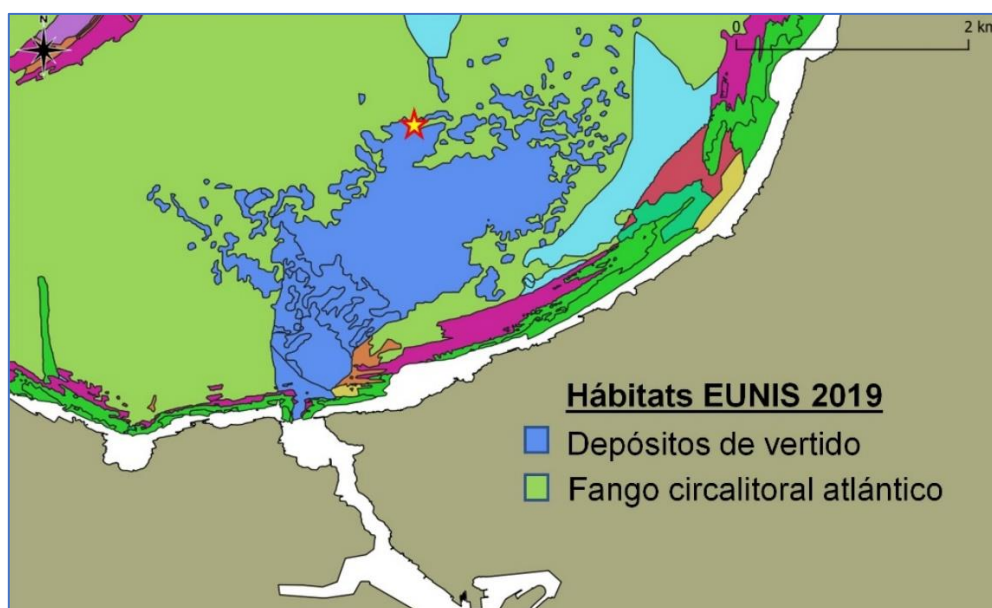 N
0 2 km
Hábitats EUNIS 2019
Depósitos de vertido
Fango circalitoral atlántico